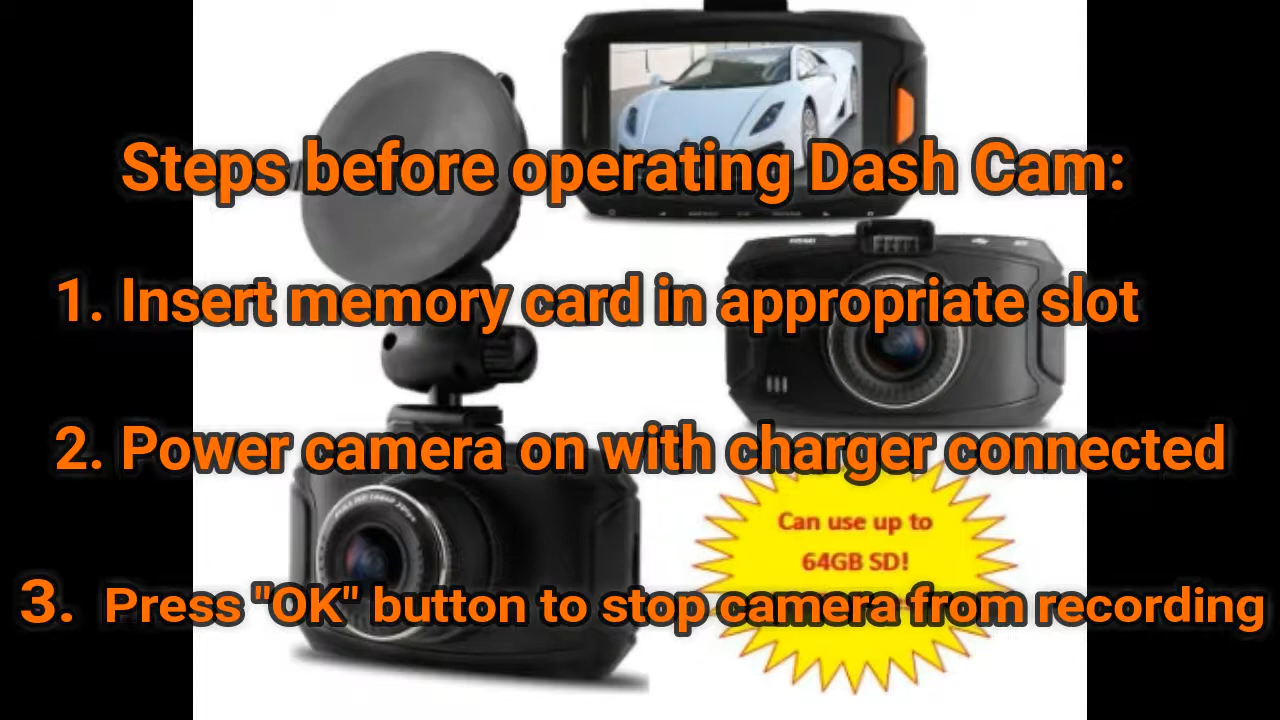 Steps before operating Dash Cam:
1. Insert memory card in appropriate slot
2. Power camera on with charger connected
Can use up to
64GB SD!
3. Press "OK" button to stop camera from recording